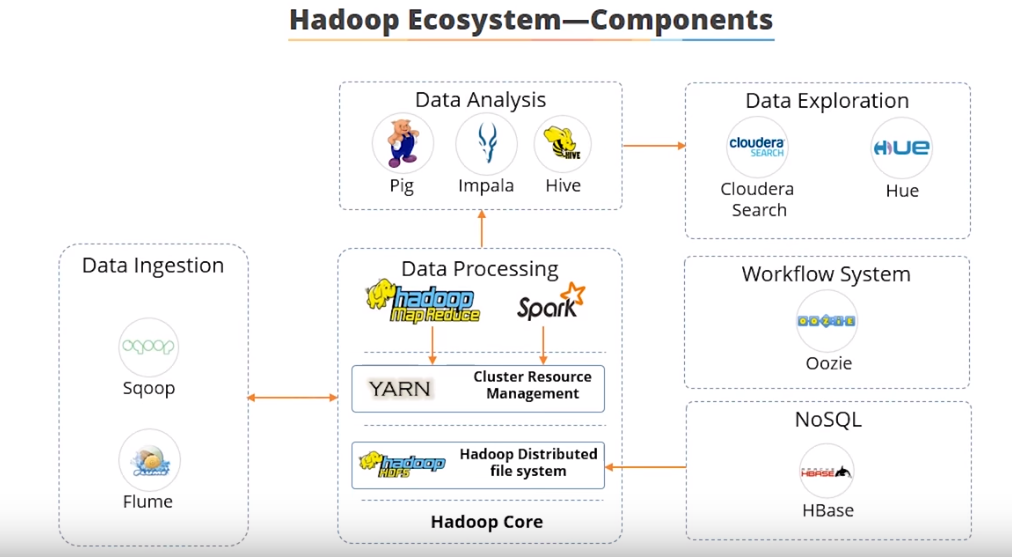 Hadoop Ecosystem—Components
Data Analysis
HIVE
Pig
Impala
Hive
Data Exploration
cloudera
SEARCH
HUE
Cloudera
Search
Hue
Data Ingestion
sqoop
Sqoop
Flume
Data Processing
hadoop
Map Reduce
Spark
YARN
Cluster Resource
Management
hadoop
HDFS
Hadoop Distributed
file system
Hadoop Core
Workflow System
OOZIE
Oozie
NoSQL
HBASE
HBase